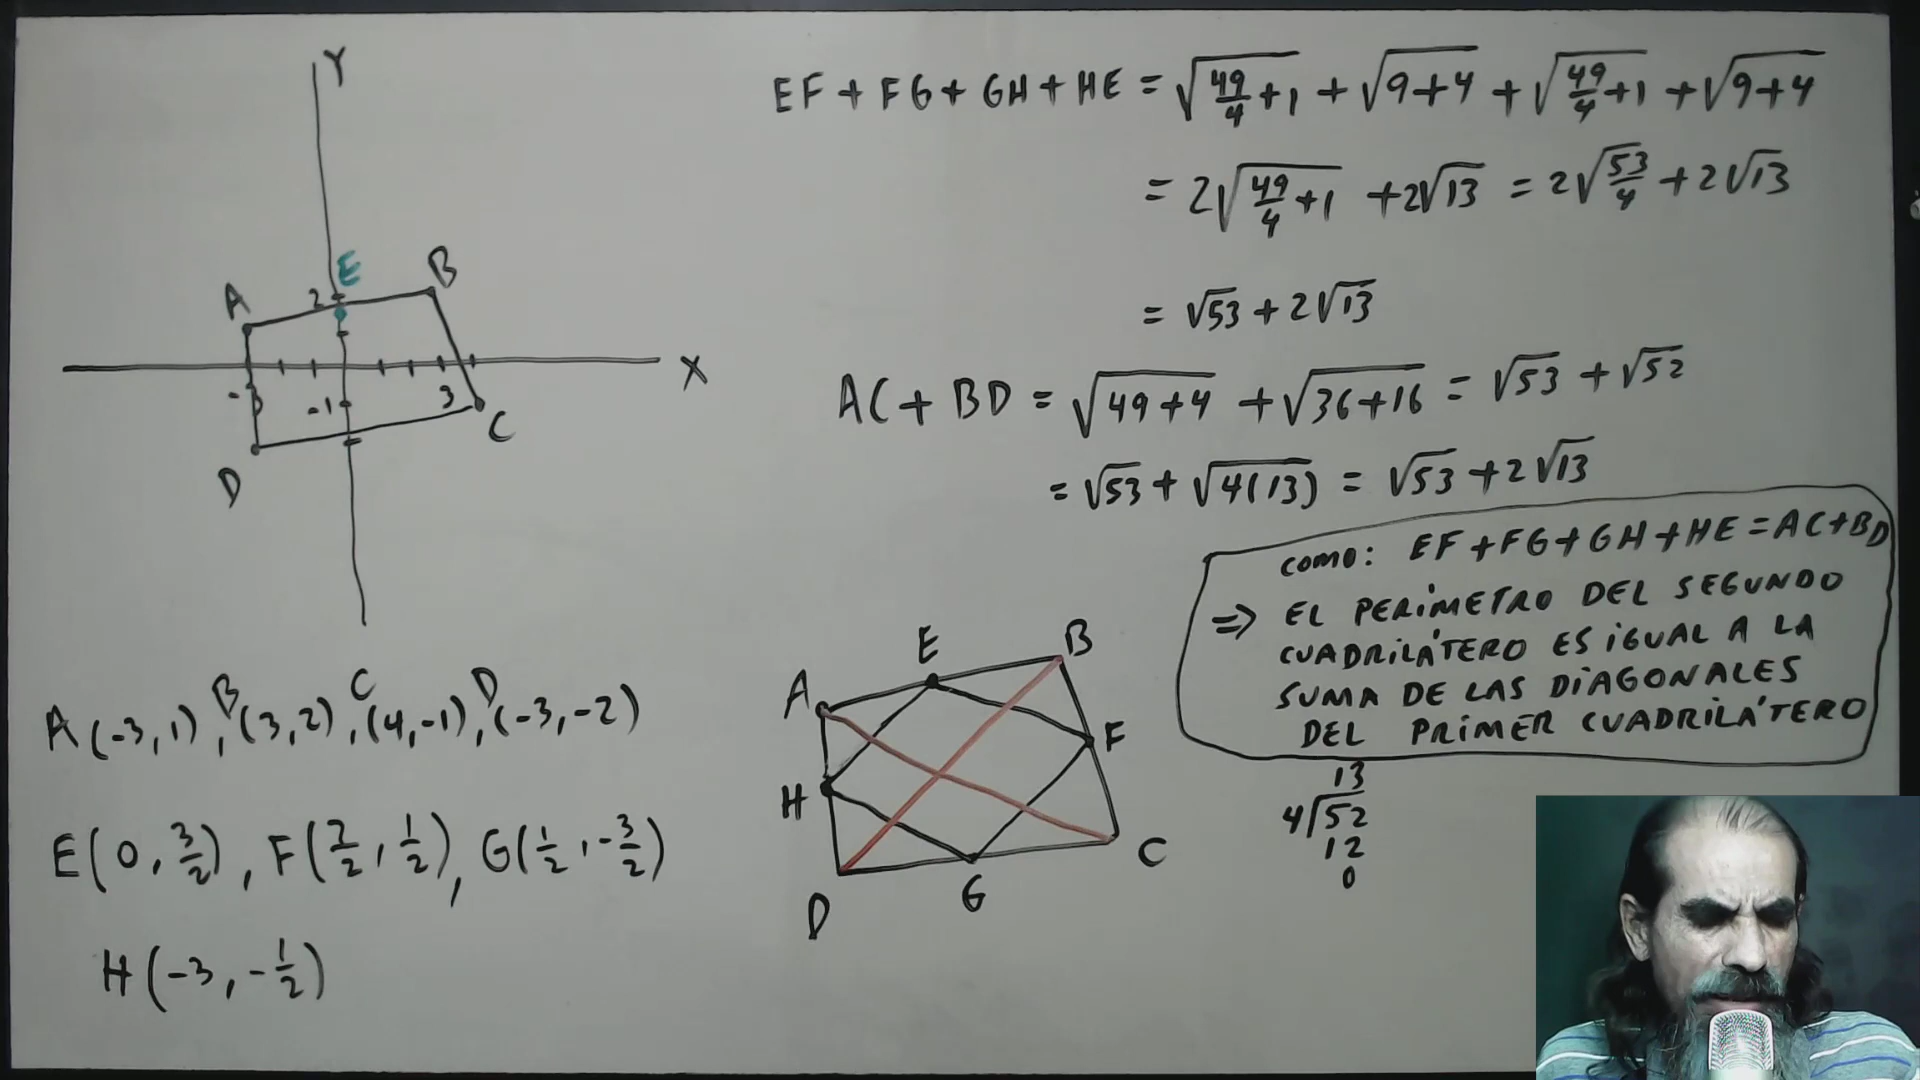 Y
E
B
A
2
X
-3
-1
3
C
D
A(-3,1), B(3,2), C(4,-1), D(-3,-2)
E(0, 3/2), F(7/2, 1/2), G(1/2, -3/2)
H(-3, -1/2)
EF + FG + GH + HE = √(49/4+1) + √(9+4) + √(49/4+1) + √(9+4)
= 2√(49/4+1) + 2√13 = 2√(53/4) + 2√13
= √53 + 2√13
AC + BD = √(49+4) + √(36+16) = √53 + √52
= √53 + √(4(13)) = √53 + 2√13
COMO: EF + FG + GH + HE = AC + BD
⇒ EL PERÍMETRO DEL SEGUNDO
CUADRILÁTERO ES IGUAL A LA
SUMA DE LAS DIAGONALES
DEL PRIMER CUADRILÁTERO
E
B
A
F
H
C
D
G
13
4)52
12
0